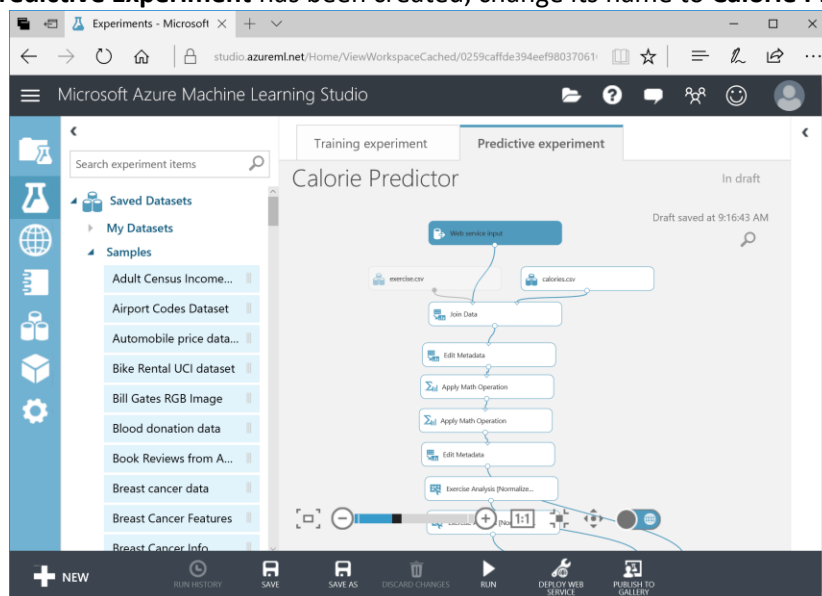 redictive Experiment has been created, change its name to Calorie
Experiments - Microsoft
studio.azureml.net/Home/ViewWorkspaceCached/0259caffde394eef98037061
Microsoft Azure Machine Learning Studio
Search experiment items
Saved Datasets
My Datasets
Samples
Adult Census Income...
Airport Codes Dataset
Automobile price data...
Bike Rental UCI dataset
Bill Gates RGB Image
Blood donation data
Book Reviews from A...
Breast cancer data
Breast Cancer Features
Breast Cancer Info
Training experiment
Predictive experiment
Calorie Predictor
In draft
Draft saved at 9:16:43 AM
Web service input
exercise.csv
calories.csv
Join Data
Edit Metadata
Apply Math Operation
Apply Math Operation
Edit Metadata
Exercise Analysis [Normalize...
1:1
NEW
RUN HISTORY
SAVE
SAVE AS
DISCARD CHANGES
RUN
DEPLOY WEB
SERVICE
PUBLISH TO
GALLERY